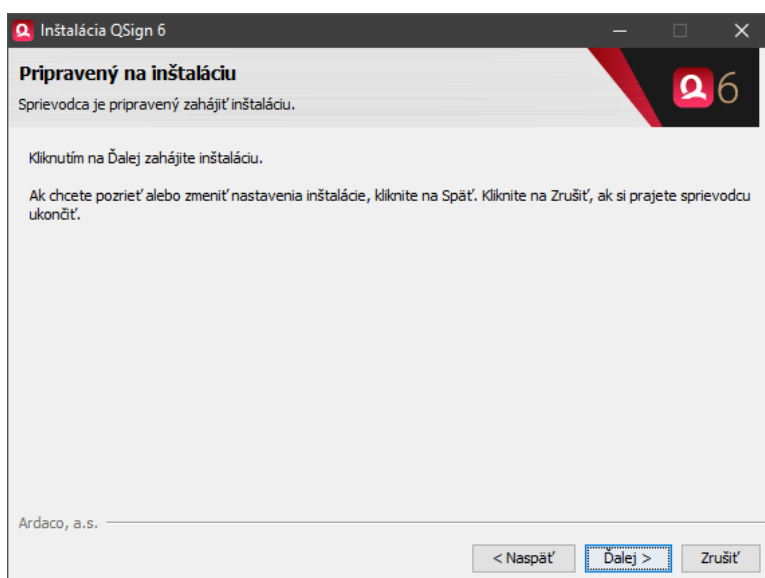 Inštalácia QSign 6
Pripravený na inštaláciu
Sprievodca je pripravený zahájiť inštaláciu.
6
Kliknutím na Ďalej zahájite inštaláciu.
Ak chcete pozrieť alebo zmeniť nastavenia inštalácie, kliknite na Späť. Kliknite na Zrušiť, ak si prajete sprievodcu
ukončiť.
Ardaco, a.s.
< Naspäť Ďalej > Zrušiť